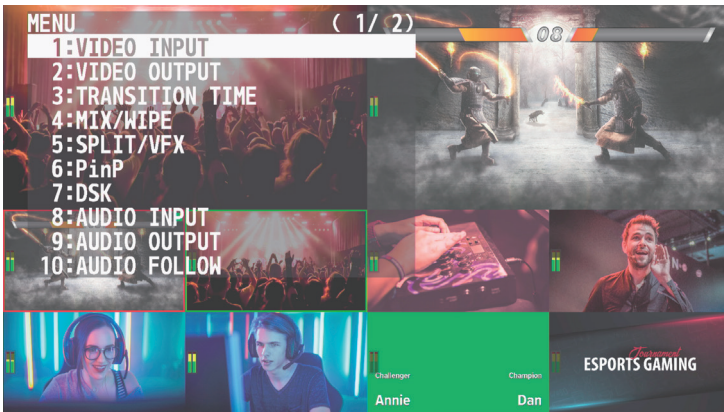 MENU ( 1/ 2)
1:VIDEO INPUT
2:VIDEO OUTPUT
3:TRANSITION TIME
4:MIX/WIPE
5:SPLIT/VFX
6:PinP
7:DSK
8:AUDIO INPUT
9:AUDIO OUTPUT
10:AUDIO FOLLOW
08
Challenger Champion
Annie Dan
Tournament
ESPORTS GAMING